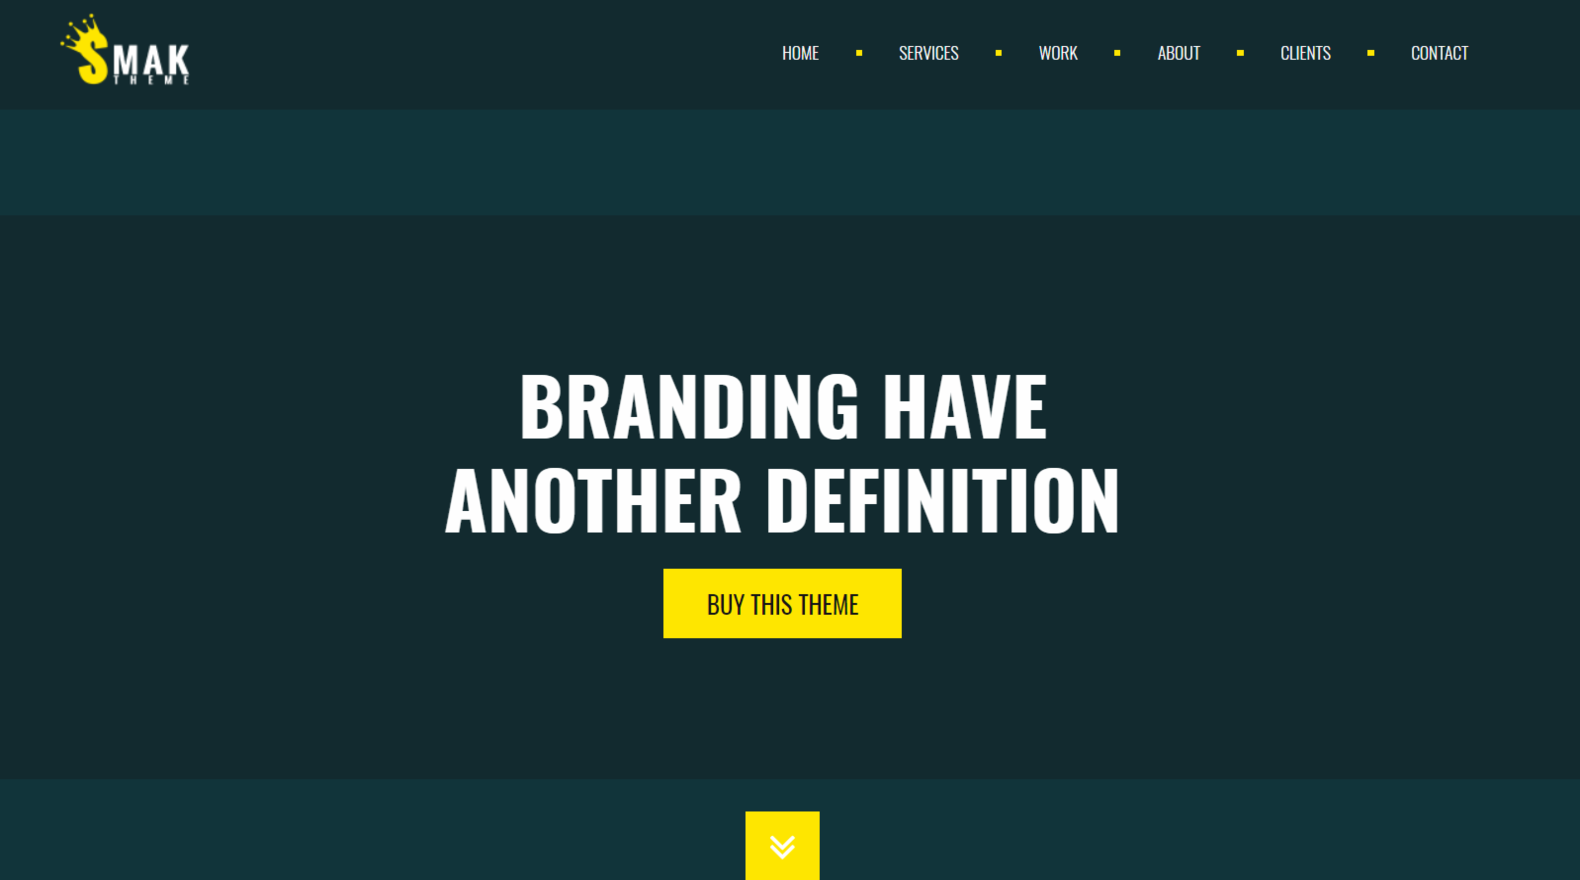 SMAK
THEME
HOME SERVICES WORK ABOUT CLIENTS CONTACT
BRANDING HAVE
ANOTHER DEFINITION
BUY THIS THEME